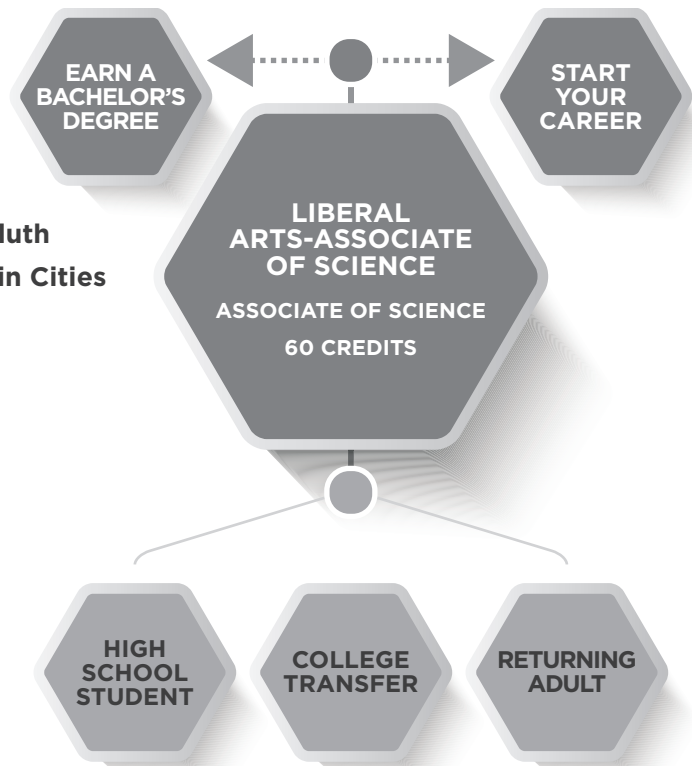 EARN A
BACHELOR'S
DEGREE
START
YOUR
CAREER
LIBERAL
ARTS-ASSOCIATE
OF SCIENCE
ASSOCIATE OF SCIENCE
60 CREDITS
Cities
HIGH
SCHOOL
STUDENT
COLLEGE
TRANSFER
RETURNING
ADULT